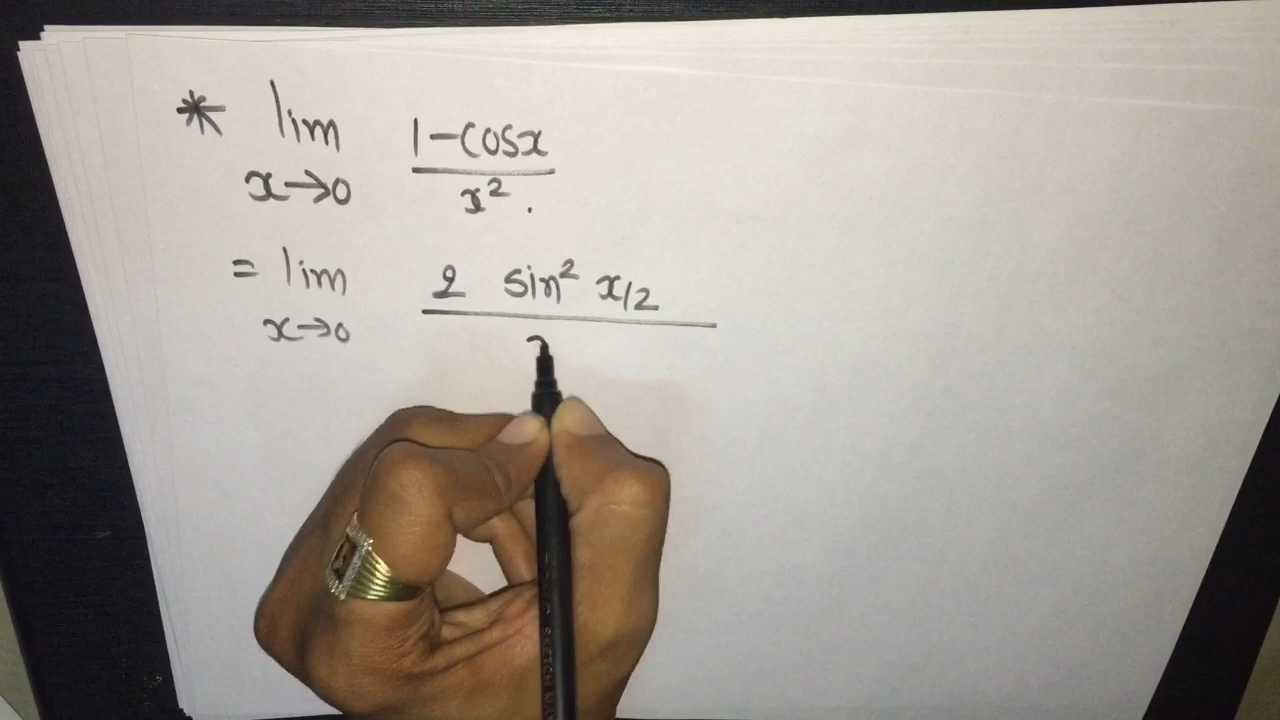 * lim 1-cosx
x→0 x².
= lim 2 sin² x/2
x→0